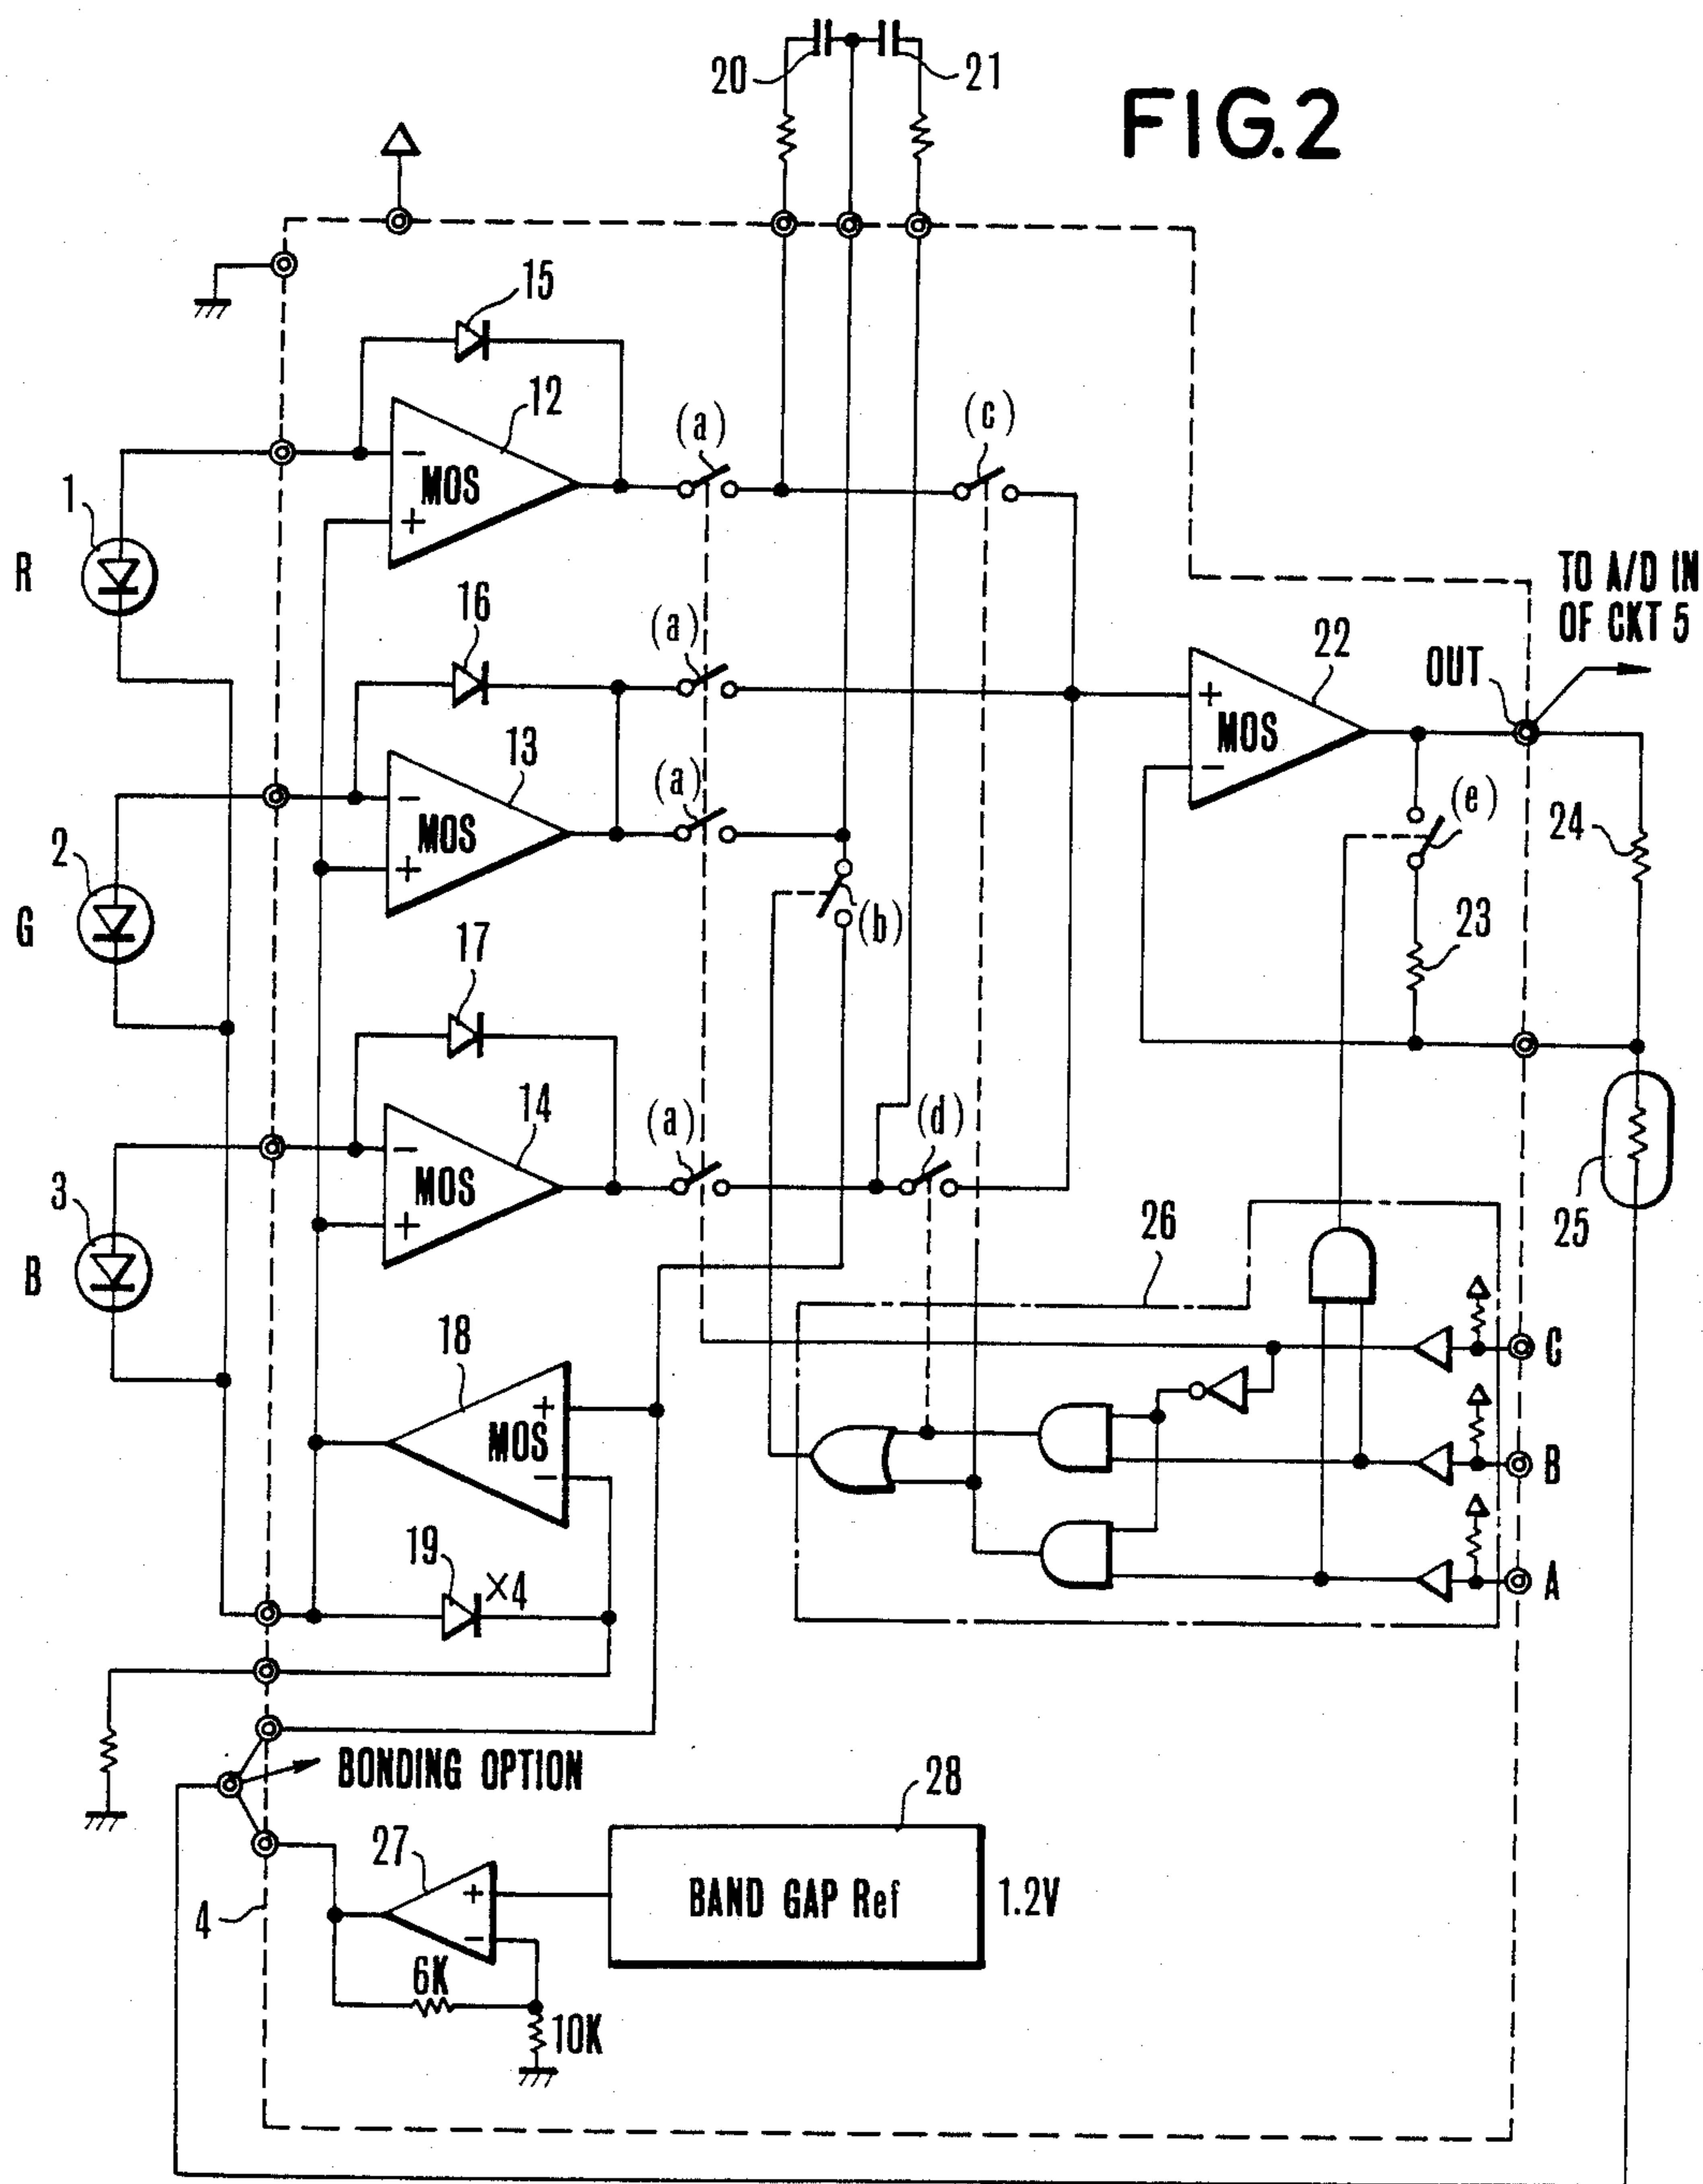 FIG.2
20
21
15
12
(a)
(c)
MOS
-
+
1
R
16
(a)
TO A/D IN
OF CKT 5
22
OUT
+
MOS
-
13
(a)
(e)
24
2
-
MOS
+
G
(b)
23
17
14
(a)
(d)
-
MOS
+
3
B
26
25
18
C
+
MOS
-
B
19
×4
A
BONDING OPTION
28
27
+
-
BAND GAP Ref
1.2V
4
6K
10K